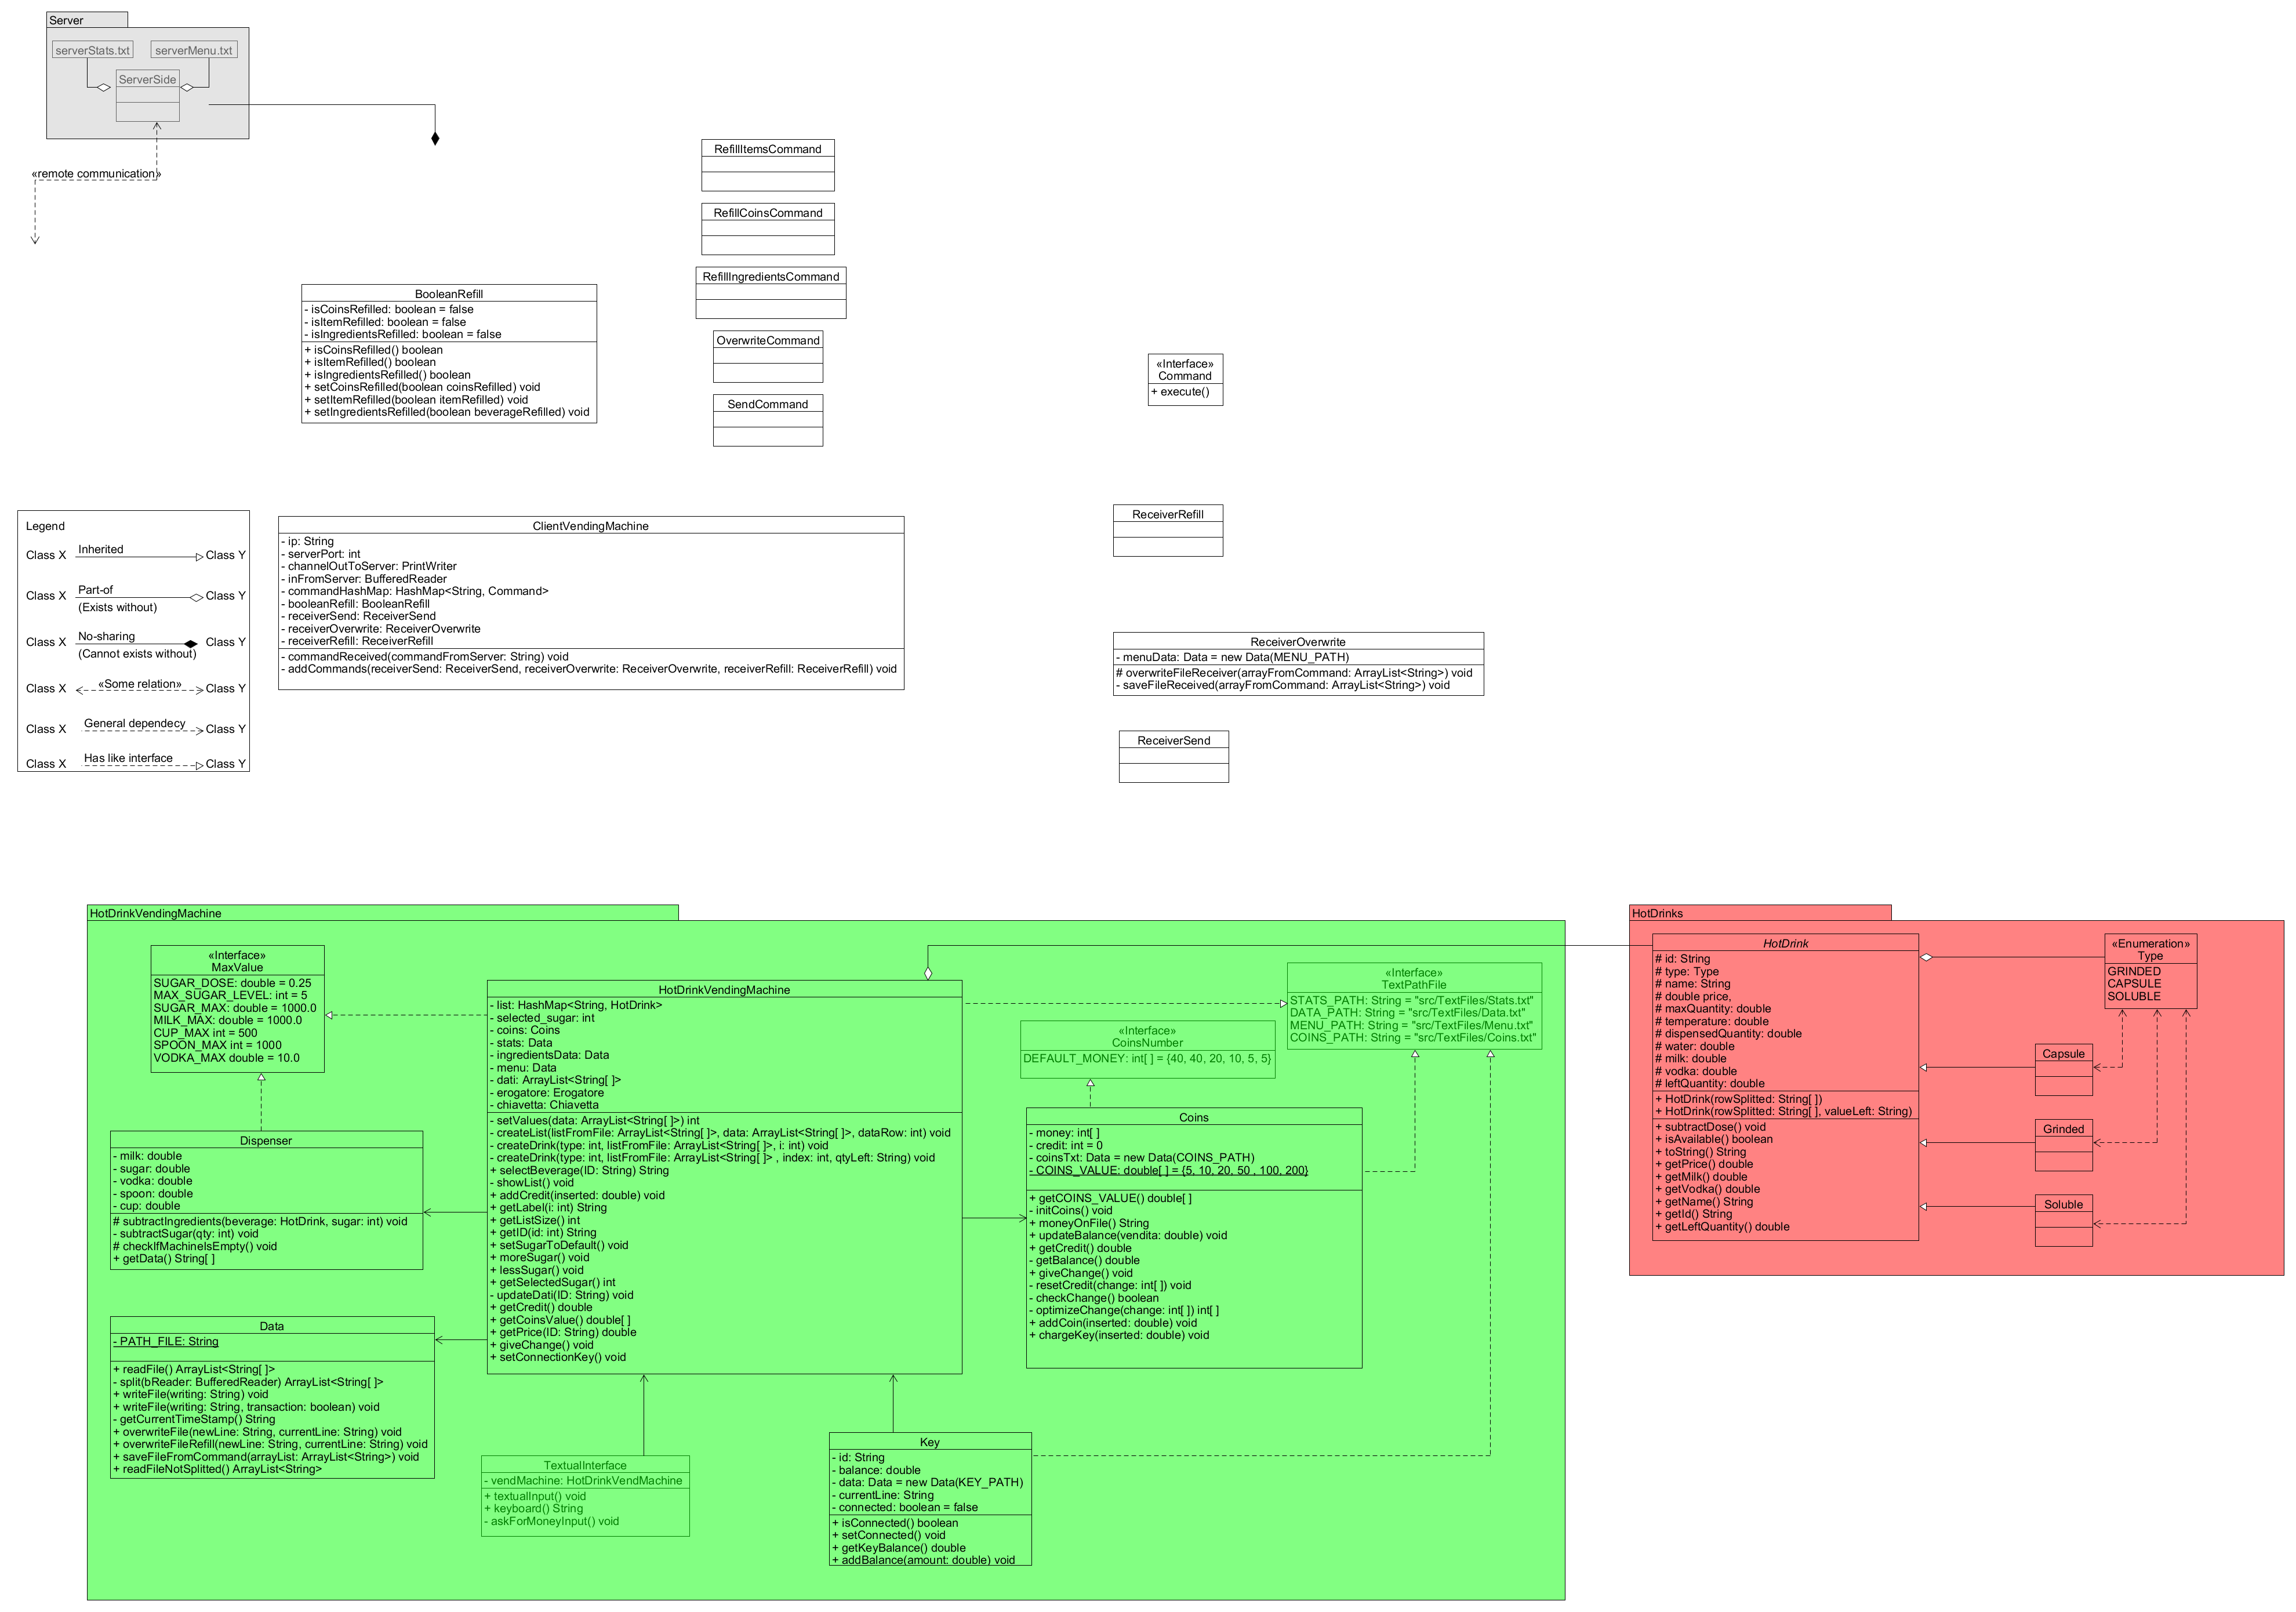 Server
serverStats.txt
serverMenu.txt
ServerSide
«remote communication»
RefillItemsCommand
RefillCoinsCommand
RefillIngredientsCommand
OverwriteCommand
SendCommand
BooleanRefill
- isCoinsRefilled: boolean = false
- isItemRefilled: boolean = false
- isIngredientsRefilled: boolean = false
+ isCoinsRefilled() boolean
+ isItemRefilled() boolean
+ isIngredientsRefilled() boolean
+ setCoinsRefilled(boolean coinsRefilled) void
+ setItemRefilled(boolean itemRefilled) void
+ setIngredientsRefilled(boolean beverageRefilled) void
«Interface»
Command
+ execute()
Legend
Class X Inherited Class Y
Class X Part-of Class Y
(Exists without)
Class X No-sharing Class Y
(Cannot exists without)
Class X «Some relation» Class Y
Class X General dependecy Class Y
Class X Has like interface Class Y
ClientVendingMachine
- ip: String
- serverPort: int
- channelOutToServer: PrintWriter
- inFromServer: BufferedReader
- commandHashMap: HashMap<String, Command>
- booleanRefill: BooleanRefill
- receiverSend: ReceiverSend
- receiverOverwrite: ReceiverOverwrite
- receiverRefill: ReceiverRefill
- commandReceived(commandFromServer: String) void
- addCommands(receiverSend: ReceiverSend, receiverOverwrite: ReceiverOverwrite, receiverRefill: ReceiverRefill) void
ReceiverRefill
ReceiverOverwrite
- menuData: Data = new Data(MENU_PATH)
# overwriteFileReceiver(arrayFromCommand: ArrayList<String>) void
- saveFileReceived(arrayFromCommand: ArrayList<String>) void
ReceiverSend
HotDrinkVendingMachine
«Interface»
MaxValue
SUGAR_DOSE: double = 0.25
MAX_SUGAR_LEVEL: int = 5
SUGAR_MAX: double = 1000.0
MILK_MAX: double = 1000.0
CUP_MAX int = 500
SPOON_MAX int = 1000
VODKA_MAX double = 10.0
Dispenser
- milk: double
- sugar: double
- vodka: double
- spoon: double
- cup: double
# subtractIngredients(beverage: HotDrink, sugar: int) void
- subtractSugar(qty: int) void
# checkIfMachineIsEmpty() void
+ getData() String[ ]
Data
- PATH_FILE: String
+ readFile() ArrayList<String[ ]>
- split(bReader: BufferedReader) ArrayList<String[ ]>
+ writeFile(writing: String) void
+ writeFile(writing: String, transaction: boolean) void
- getCurrentTimeStamp() String
+ overwriteFile(newLine: String, currentLine: String) void
+ overwriteFileRefill(newLine: String, currentLine: String) void
+ saveFileFromCommand(arrayList: ArrayList<String>) void
+ readFileNotSplitted() ArrayList<String>
HotDrinkVendingMachine
- list: HashMap<String, HotDrink>
- selected_sugar: int
- coins: Coins
- stats: Data
- ingredientsData: Data
- menu: Data
- dati: ArrayList<String[ ]>
- erogatore: Erogatore
- chiavetta: Chiavetta
- setValues(data: ArrayList<String[ ]>) int
- createList(listFromFile: ArrayList<String[ ]>, data: ArrayList<String[ ]>, dataRow: int) void
- createDrink(type: int, listFromFile: ArrayList<String[ ]>, i: int) void
- createDrink(type: int, listFromFile: ArrayList<String[ ]> , index: int, qtyLeft: String) void
+ selectBeverage(ID: String) String
- showList() void
+ addCredit(inserted: double) void
+ getLabel(i: int) String
+ getListSize() int
+ getID(id: int) String
+ setSugarToDefault() void
+ moreSugar() void
+ lessSugar() void
+ getSelectedSugar() int
- updateDati(ID: String) void
+ getCredit() double
+ getCoinsValue() double[ ]
+ getPrice(ID: String) double
+ giveChange() void
+ setConnectionKey() void
TextualInterface
- vendMachine: HotDrinkVendMachine
+ textualInput() void
+ keyboard() String
- askForMoneyInput() void
Key
- id: String
- balance: double
- data: Data = new Data(KEY_PATH)
- currentLine: String
- connected: boolean = false
+ isConnected() boolean
+ setConnected() void
+ getKeyBalance() double
+ addBalance(amount: double) void
«Interface»
CoinsNumber
DEFAULT_MONEY: int[ ] = {40, 40, 20, 10, 5, 5}
«Interface»
TextPathFile
STATS_PATH: String = "src/TextFiles/Stats.txt"
DATA_PATH: String = "src/TextFiles/Data.txt"
MENU_PATH: String = "src/TextFiles/Menu.txt"
COINS_PATH: String = "src/TextFiles/Coins.txt"
Coins
- money: int[ ]
- credit: int = 0
- coinsTxt: Data = new Data(COINS_PATH)
- COINS_VALUE: double[ ] = {5, 10, 20, 50 , 100, 200}
+ getCOINS_VALUE() double[ ]
- initCoins() void
+ moneyOnFile() String
+ updateBalance(vendita: double) void
+ getCredit() double
- getBalance() double
+ giveChange() void
- resetCredit(change: int[ ]) void
- checkChange() boolean
- optimizeChange(change: int[ ]) int[ ]
+ addCoin(inserted: double) void
+ chargeKey(inserted: double) void
HotDrinks
HotDrink
# id: String
# type: Type
# name: String
# double price,
# maxQuantity: double
# temperature: double
# dispensedQuantity: double
# water: double
# milk: double
# vodka: double
# leftQuantity: double
+ HotDrink(rowSplitted: String[ ])
+ HotDrink(rowSplitted: String[ ], valueLeft: String)
+ subtractDose() void
+ isAvailable() boolean
+ toString() String
+ getPrice() double
+ getMilk() double
+ getVodka() double
+ getName() String
+ getId() String
+ getLeftQuantity() double
«Enumeration»
Type
GRINDED
CAPSULE
SOLUBLE
Capsule
Grinded
Soluble